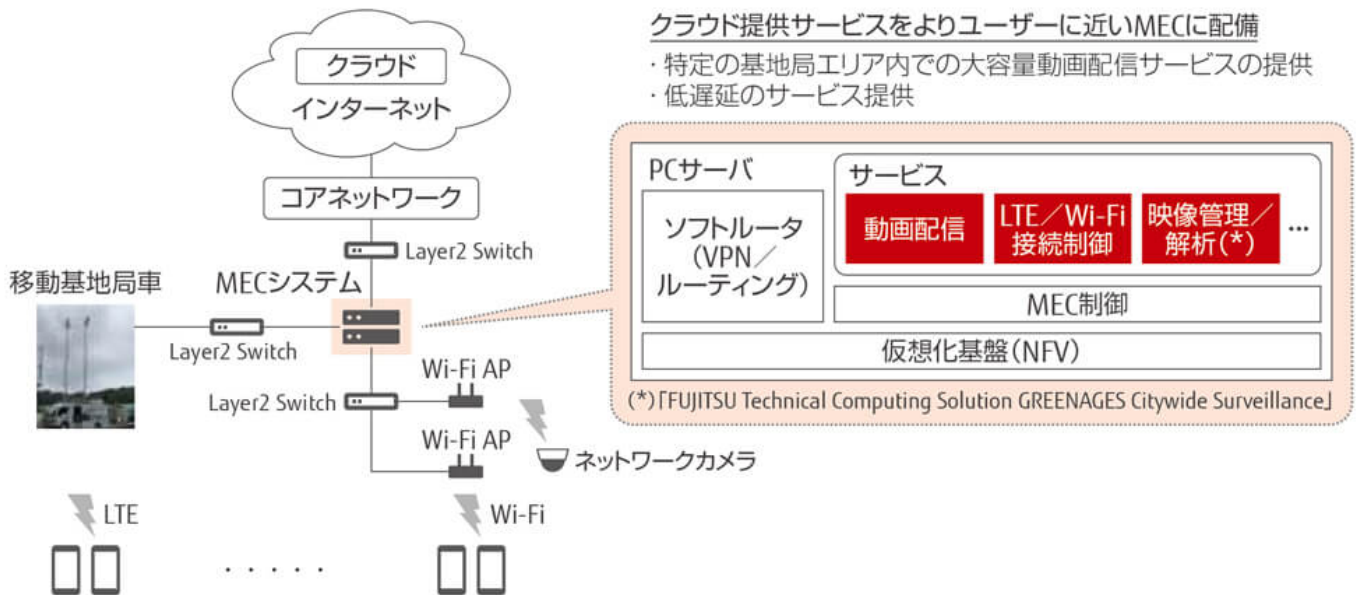 クラウド提供サービスをよりユーザーに近いMECに配備
・特定の基地局エリア内での大容量動画配信サービスの提供
・低遅延のサービス提供
クラウド
インターネット
コアネットワーク
Layer2 Switch
移動基地局車
MECシステム
Layer2 Switch
Wi-Fi AP
Layer2 Switch
Wi-Fi AP
ネットワークカメラ
LTE
Wi-Fi
・・・・・
PCサーバ
ソフトルータ
(VPN／
ルーティング)
サービス
動画配信
LTE／Wi-Fi
接続制御
映像管理／
解析(*)
…
MEC制御
仮想化基盤(NFV)
(*)「FUJITSU Technical Computing Solution GREENAGES Citywide Surveillance」